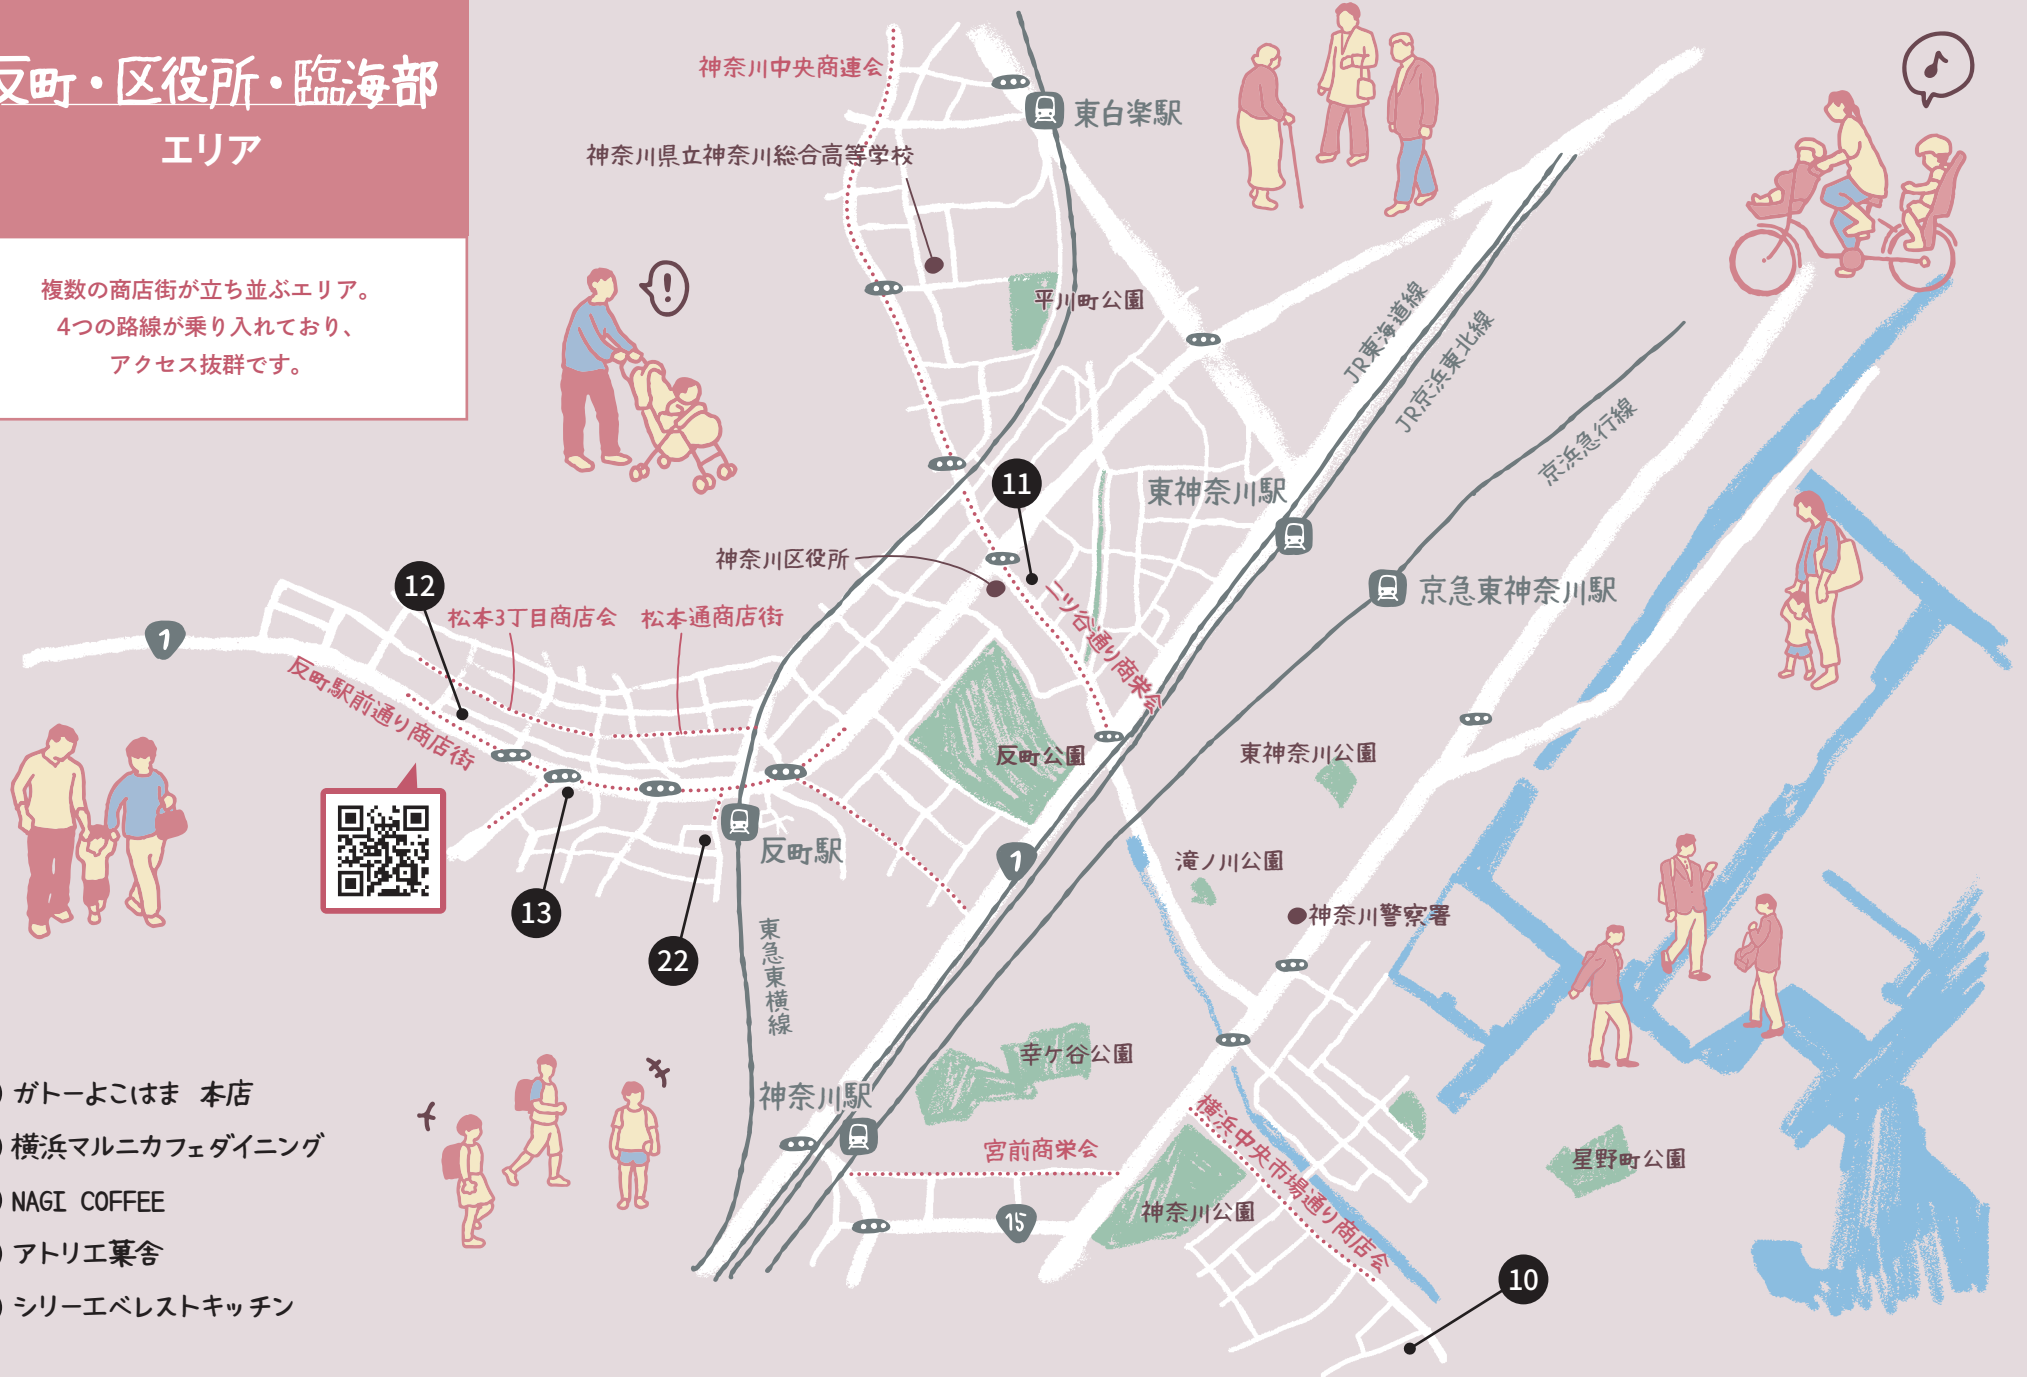 反町・区役所・臨海部
エリア
複数の商店街が立ち並ぶエリア。
4つの路線が乗り入れており、
アクセス抜群です。
神奈川中央商連会
東白楽駅
神奈川県立神奈川総合高等学校
平川町公園
JR東海道線
JR京浜東北線
京浜急行線
11
東神奈川駅
神奈川区役所
京急東神奈川駅
12
松本3丁目商店会
松本通商店街
二ツ谷通り商栄会
1
反町駅前通り商店街
反町公園
東神奈川公園
反町駅
1
滝ノ川公園
13
22
神奈川警察署
東急東横線
幸ケ谷公園
神奈川駅
宮前商栄会
横浜中央市場通り商店会
星野町公園
神奈川公園
15
10
ガトーよこはま 本店
横浜マルニカフェダイニング
NAGI COFFEE
アトリエ菓舎
シリーエベレストキッチン